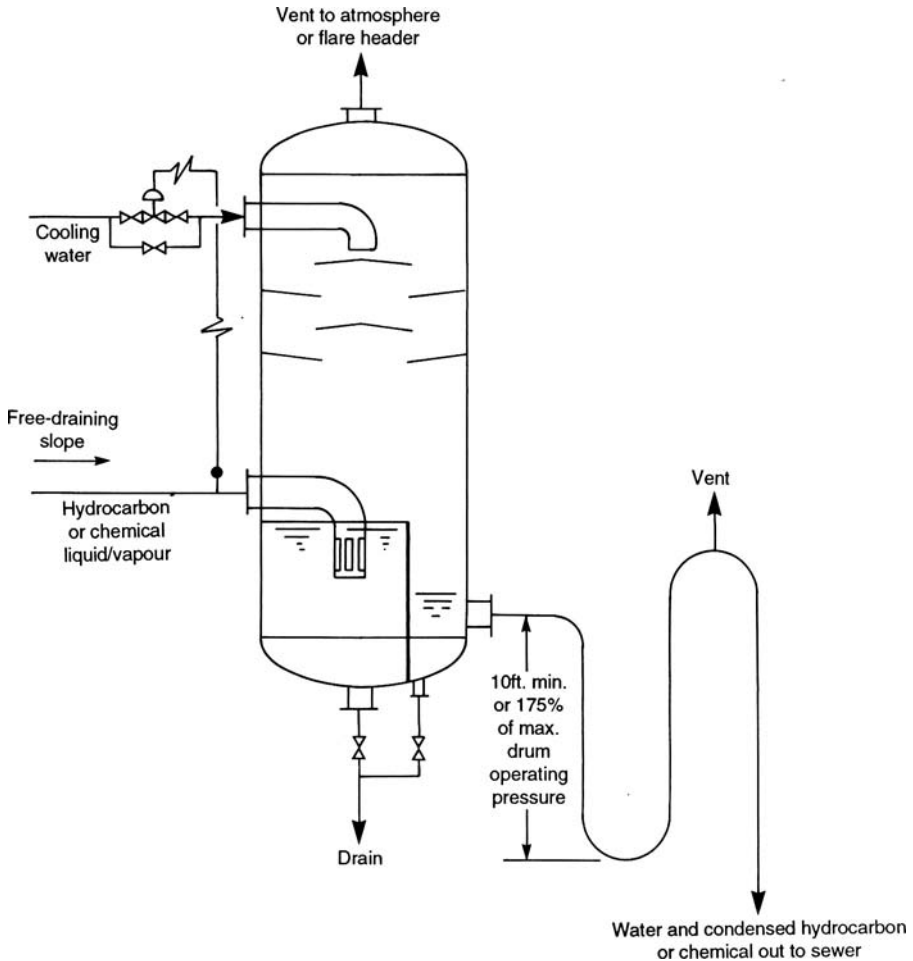 Vent to atmosphere
or flare header
Cooling
water
Free-draining
slope
Hydrocarbon
or chemical
liquid/vapour
Vent
10ft. min.
or 175%
of max.
drum
operating
pressure
Drain
Water and condensed hydrocarbon
or chemical out to sewer